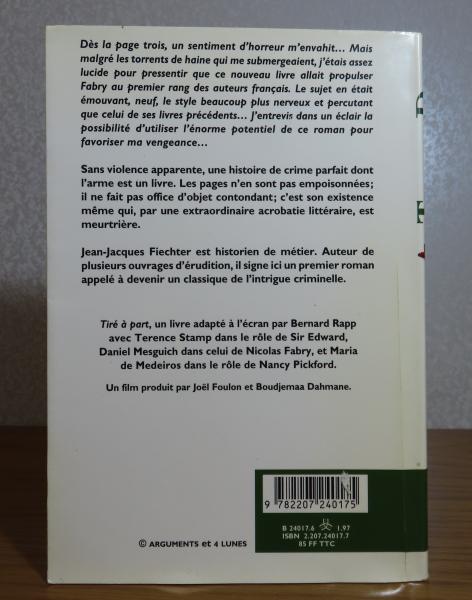 Dès la page trois, un sentiment d'horreur m'envahit... Mais
malgré les torrents de haine qui me submergeaient, j'étais assez
lucide pour pressentir que ce nouveau livre allait propulser
Fabry au premier rang des auteurs français. Le sujet en était
émouvant, neuf, le style beaucoup plus nerveux et percutant
que celui de ses livres précédents... J'entrevis dans un éclair la
possibilité d'utiliser l'énorme potentiel de ce roman pour
favoriser ma vengeance...
Sans violence apparente, une histoire de crime parfait dont
l'arme est un livre. Les pages n'en sont pas empoisonnées;
il ne fait pas office d'objet contondant; c'est son existence
même qui, par une extraordinaire acrobatie littéraire, est
meurtrière.
Jean-Jacques Fiechter est historien de métier. Auteur de
plusieurs ouvrages d'érudition, il signe ici un premier roman
appelé à devenir un classique de l'intrigue criminelle.
Tiré à part, un livre adapté à l'écran par Bernard Rapp
avec Terence Stamp dans le rôle de Sir Edward,
Daniel Mesguich dans celui de Nicolas Fabry, et Maria
de Medeiros dans le rôle de Nancy Pickford.
Un film produit par Joël Foulon et Boudjemaa Dahmane.
9 782207 240175
B 24017.6 1.97
ISBN 2.207.24017.7
85 FF TTC
© ARGUMENTS et 4 LUNES